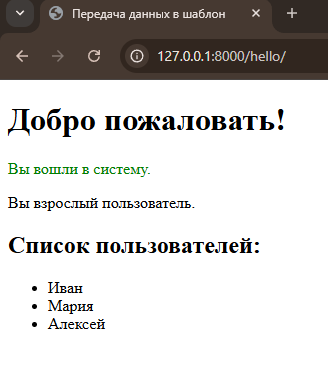 Передача данных в шаблон
127.0.0.1:8000/hello/
Добро пожаловать!
Вы вошли в систему.
Вы взрослый пользователь.
Список пользователей:
Иван
Мария
Алексей